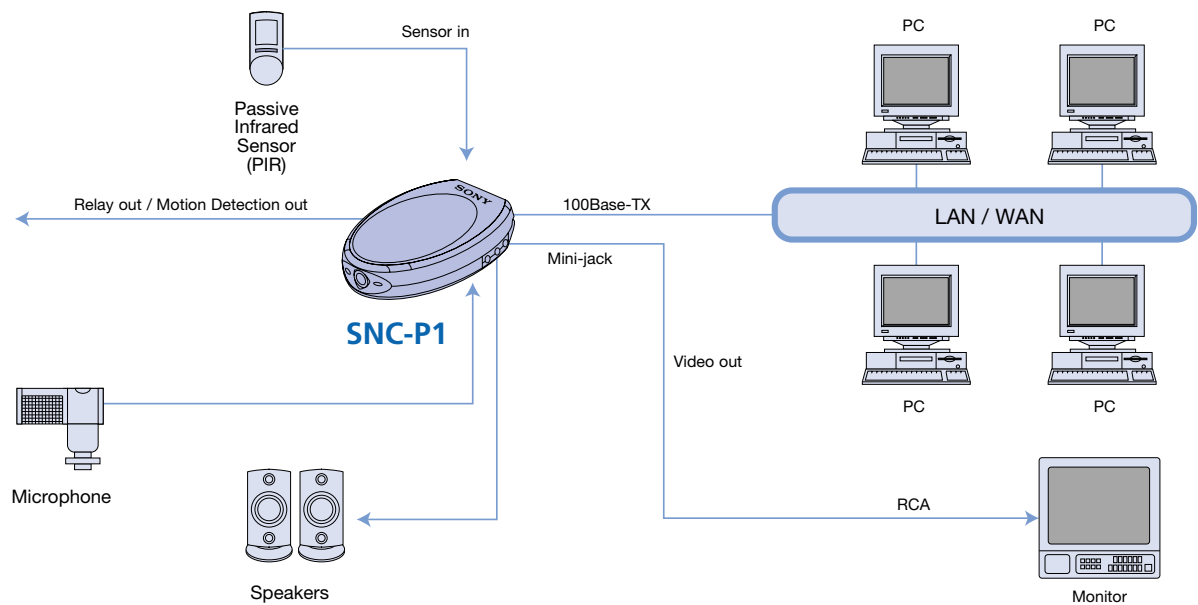 Sensor in
PC
PC
Passive
Infrared
Sensor
(PIR)
SONY
Relay out / Motion Detection out
100Base-TX
LAN / WAN
Mini-jack
SNC-P1
Video out
PC
PC
Microphone
RCA
Speakers
Monitor